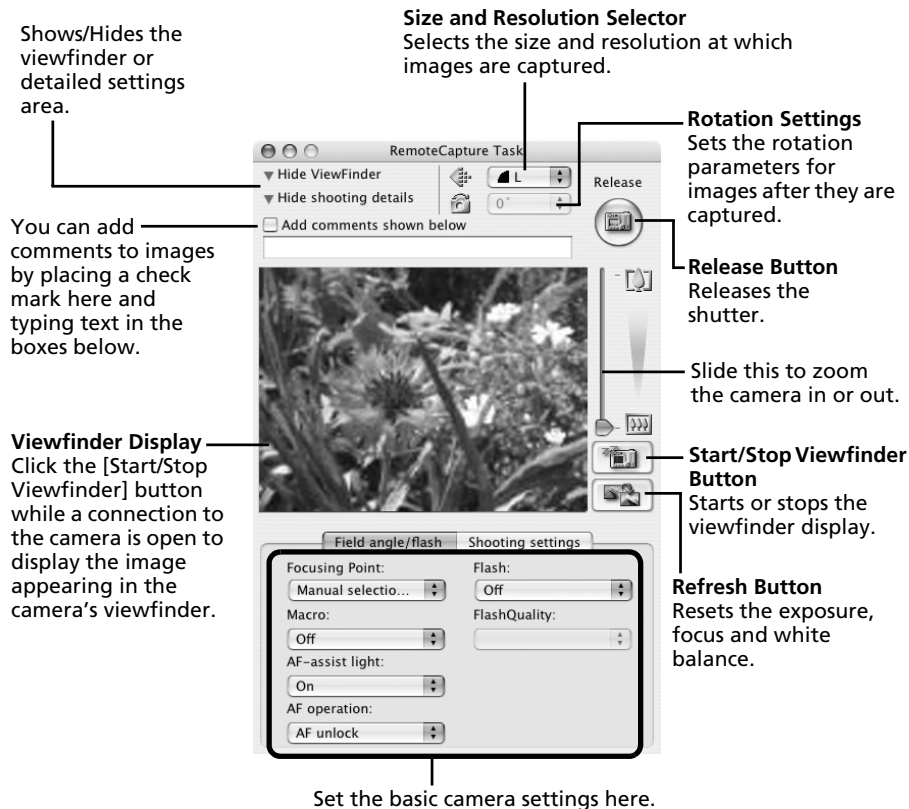 Shows/Hides the
viewfinder or
detailed settings
area.
Size and Resolution Selector
Selects the size and resolution at which
images are captured.
Rotation Settings
Sets the rotation
parameters for
images after they are
captured.
RemoteCapture Task
Hide ViewFinder
L
Release
Hide shooting details
0°
Add comments shown below
You can add
comments to images
by placing a check
mark here and
typing text in the
boxes below.
Release Button
Releases the
shutter.
Slide this to zoom
the camera in or out.
Viewfinder Display
Click the [Start/Stop
Viewfinder] button
while a connection to
the camera is open to
display the image
appearing in the
camera's viewfinder.
Start/Stop Viewfinder
Button
Starts or stops the
viewfinder display.
Refresh Button
Resets the exposure,
focus and white
balance.
Field angle/flash
Shooting settings
Focusing Point:
Manual selectio...
Flash:
Off
Macro:
Off
FlashQuality:
AF-assist light:
On
AF operation:
AF unlock
Set the basic camera settings here.